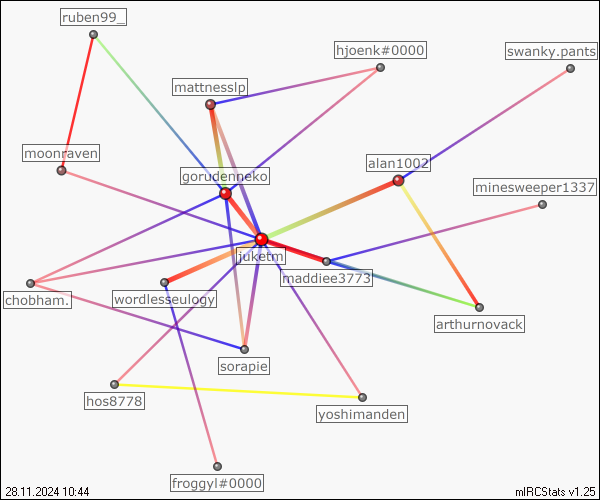 ruben99_
hjoenk#0000
swanky.pants
mattnesslp
moonraven
alan1002
gorudenneko
minesweeper1337
juketm
maddiee3773
chobham.
wordlesseulogy
arthurnovack
sorapie
hos8778
yoshimanden
froggyl#0000
28.11.2024 10:44
mIRCStats v1.25